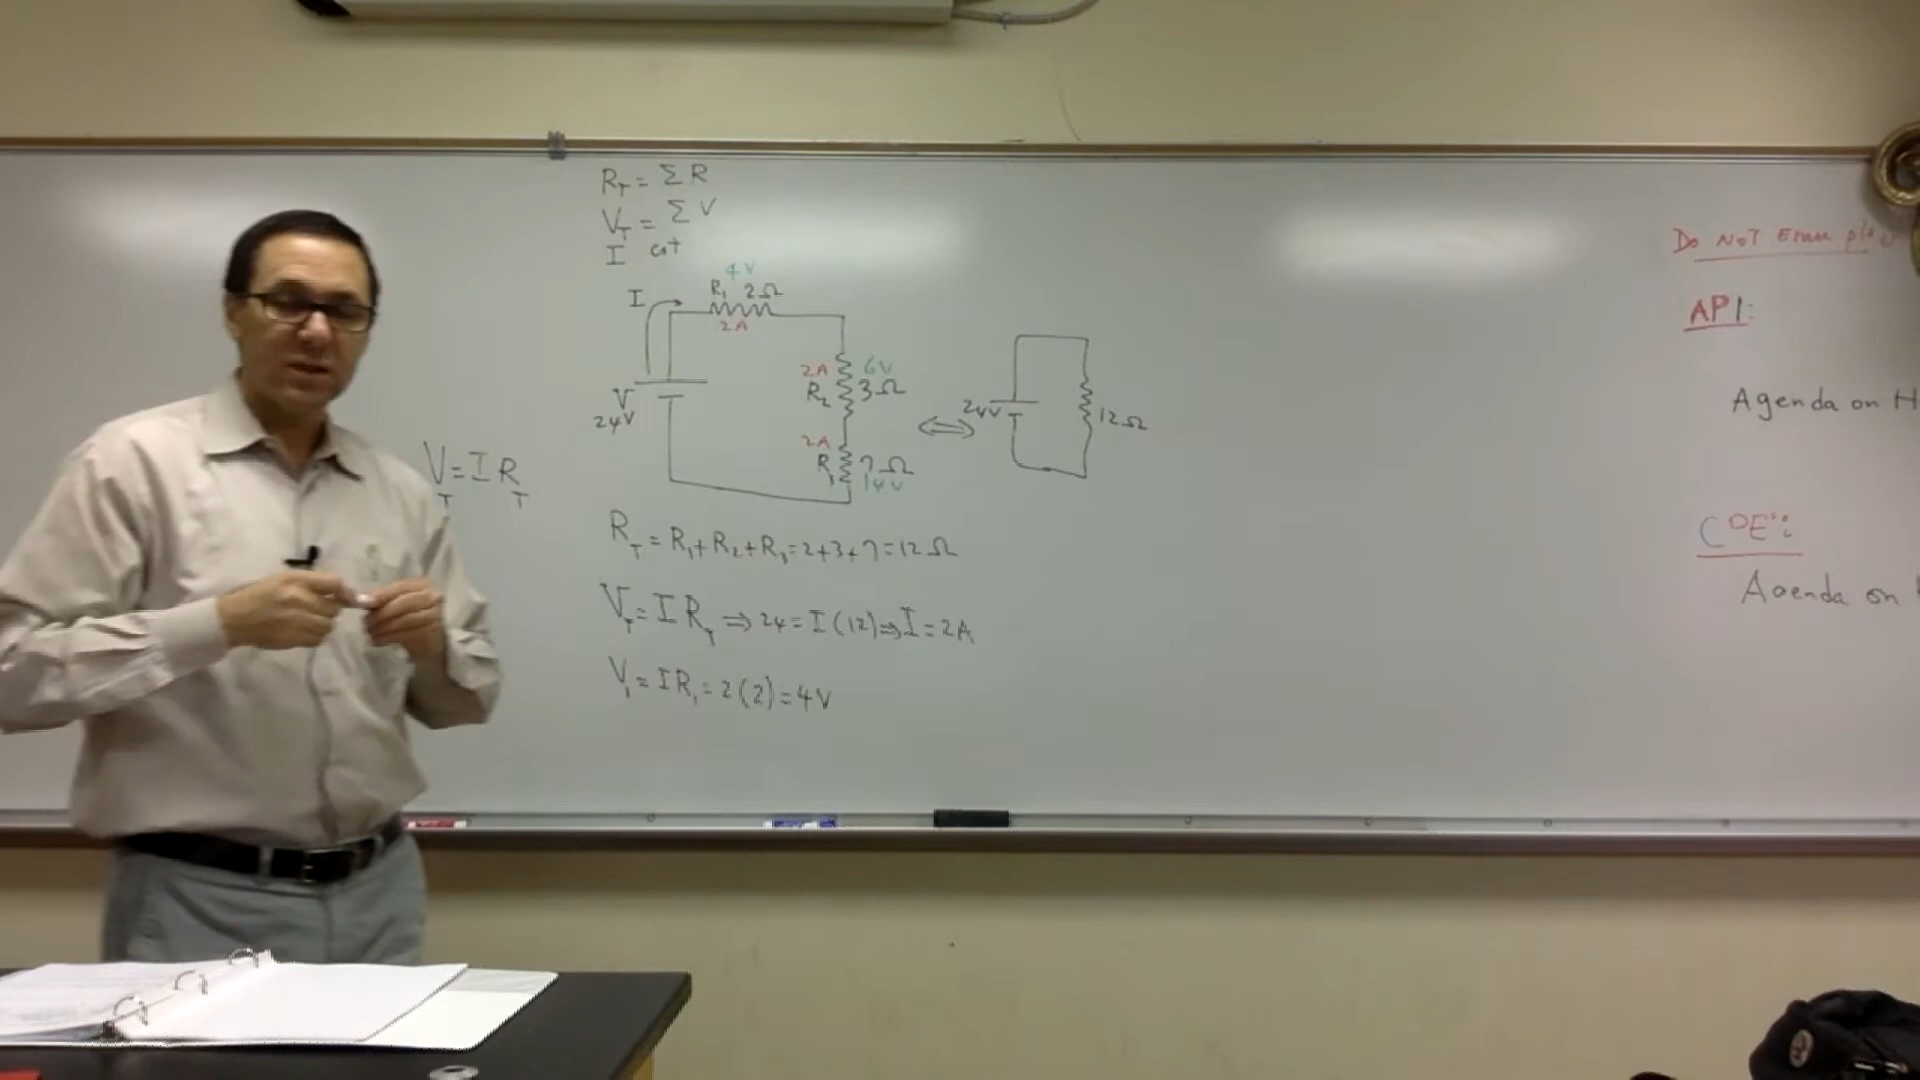 R_T = Σ R
V_T = Σ V
I cst
4V
I R₁ 2Ω
2A
2A 6V
R₂ 3Ω
V
24V
2A
R₃ 7Ω
14V
24V 12Ω
V_T = I R_T
R_T = R₁ + R₂ + R₃ = 2 + 3 + 7 = 12 Ω
V_T = I R_T ⇒ 24 = I (12) ⇒ I = 2A
V₁ = I R₁ = 2 (2) = 4V
Do NOT Erase
AP1:
Agenda on H
COE:
Agenda on